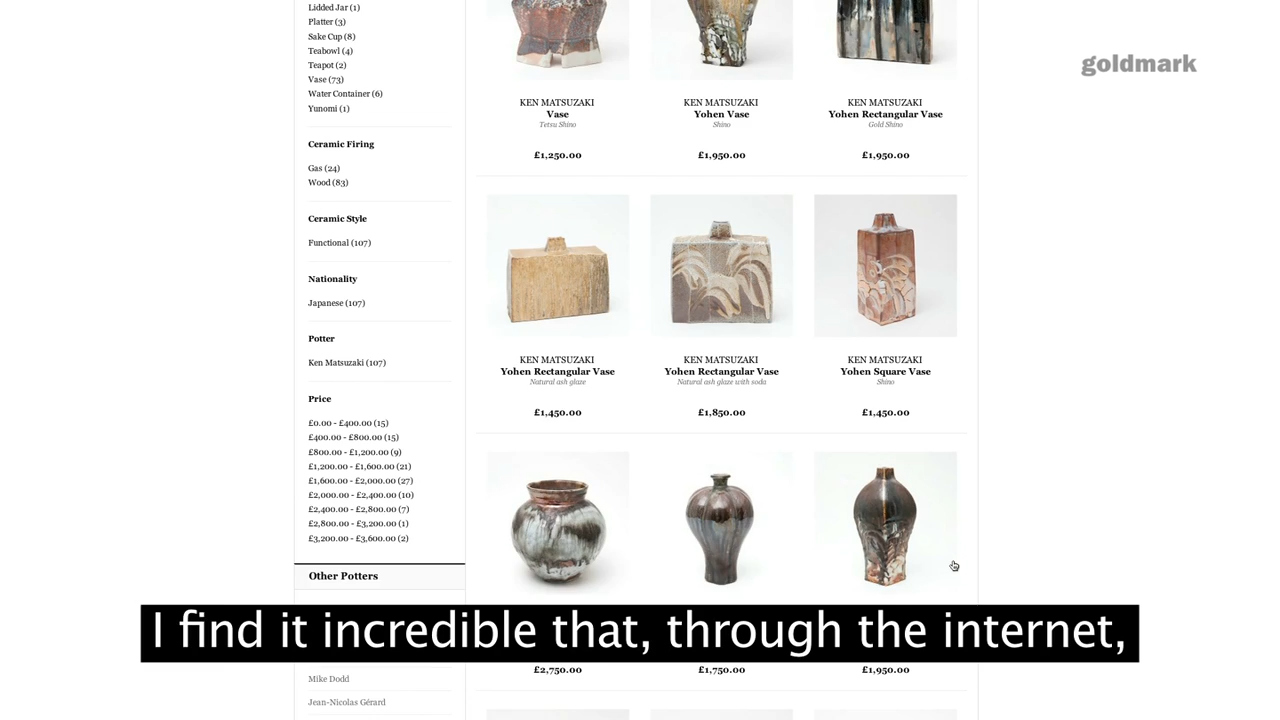 Lidded Jar (1)
Platter (3)
Sake Cup (8)
Teabowl (4)
Teapot (2)
Vase (73)
Water Container (6)
Yunomi (1)
Ceramic Firing
Gas (24)
Wood (83)
Ceramic Style
Functional (107)
Nationality
Japanese (107)
Potter
Ken Matsuzaki (107)
Price
£0.00 - £400.00 (15)
£400.00 - £800.00 (15)
£800.00 - £1,200.00 (9)
£1,200.00 - £1,600.00 (21)
£1,600.00 - £2,000.00 (27)
£2,000.00 - £2,400.00 (10)
£2,400.00 - £2,800.00 (7)
£2,800.00 - £3,200.00 (1)
£3,200.00 - £3,600.00 (2)
Other Potters
Mike Dodd
Jean-Nicolas Gérard
goldmark
KEN MATSUZAKI
Vase
Tetsu Shino
£1,250.00
KEN MATSUZAKI
Yohen Vase
Shino
£1,950.00
KEN MATSUZAKI
Yohen Rectangular Vase
Gold Shino
£1,950.00
KEN MATSUZAKI
Yohen Rectangular Vase
Natural ash glaze
£1,450.00
KEN MATSUZAKI
Yohen Rectangular Vase
Natural ash glaze with soda
£1,850.00
KEN MATSUZAKI
Yohen Square Vase
Shino
£1,450.00
£2,750.00
£1,750.00
£1,950.00
I find it incredible that, through the internet,